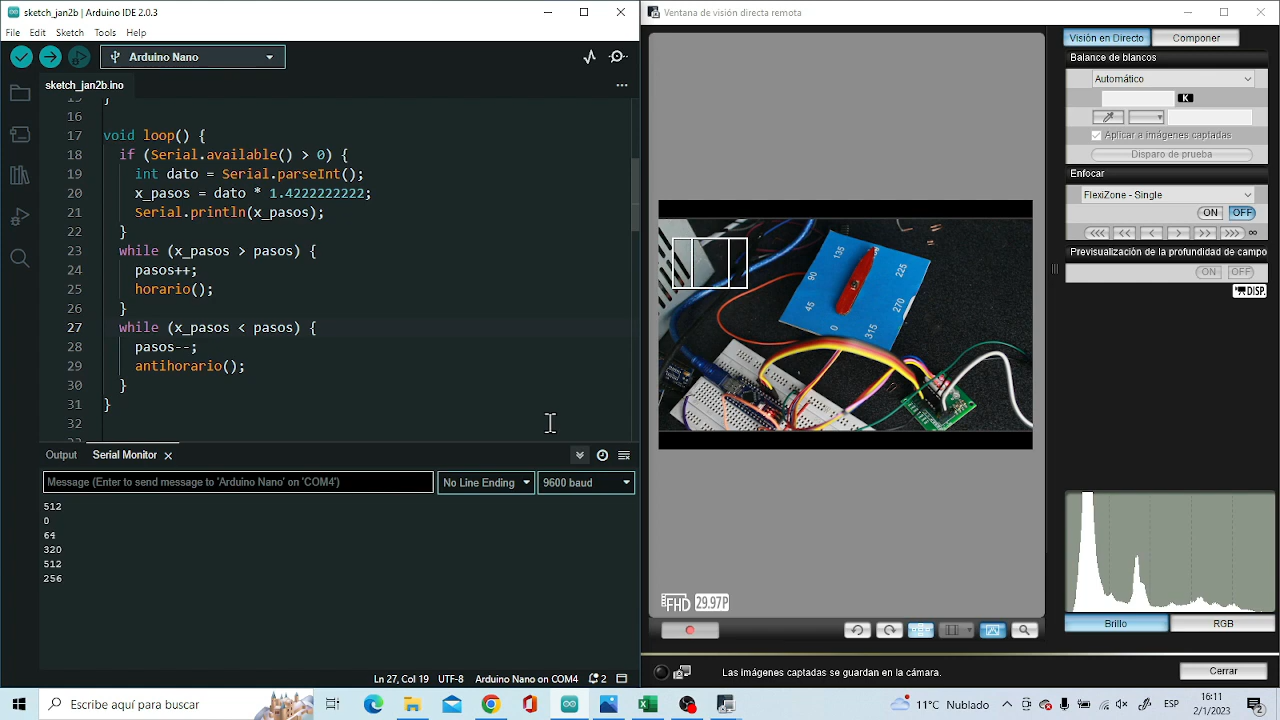 sketch_jan2b | Arduino IDE 2.0.3
File Edit Sketch Tools Help
Arduino Nano
sketch_jan2b.ino
15 }
16
17 void loop() {
18 if (Serial.available() > 0) {
19 int dato = Serial.parseInt();
20 x_pasos = dato * 1.4222222222;
21 Serial.println(x_pasos);
22 }
23 while (x_pasos > pasos) {
24 pasos++;
25 horario();
26 }
27 while (x_pasos < pasos) {
28 pasos--;
29 antihorario();
30 }
31 }
32
33
Output Serial Monitor
Message (Enter to send message to 'Arduino Nano' on 'COM4')
No Line Ending
9600 baud
512
0
64
320
512
256
Ln 27, Col 19 UTF-8 Arduino Nano on COM4 2
Ventana de visión directa remota
135
90
225
45
270
0
315
FHD 29.97P
Las imágenes captadas se guardan en la cámara.
Visión en Directo Componer
Balance de blancos
Automático
K
Aplicar a imágenes captadas
Disparo de prueba
Enfocar
FlexiZone - Single
ON OFF
<<< << < > >> >>> ∞
Previsualización de la profundidad de campo
ON OFF
DISP.
Brillo RGB
Cerrar
Escribe aquí para buscar
11°C Nublado
ESP
16:11
2/1/2023
2